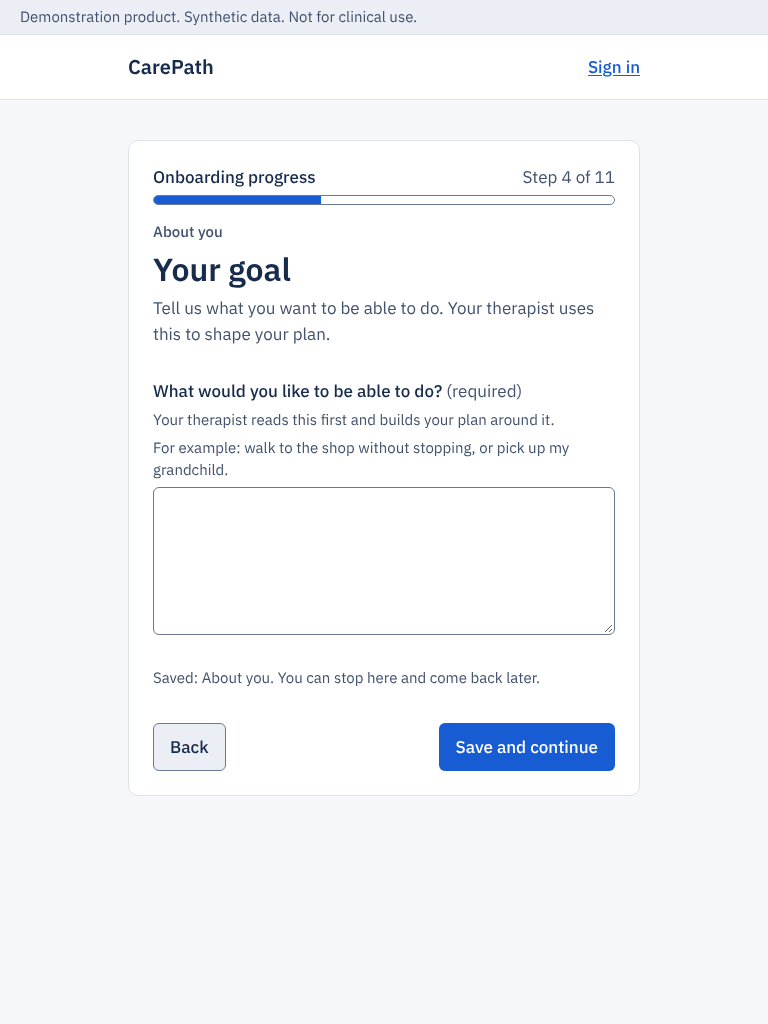 Demonstration product. Synthetic data. Not for clinical use.
CarePath
Sign in
Onboarding progress
Step 4 of 11
About you
Your goal
Tell us what you want to be able to do. Your therapist uses
this to shape your plan.
What would you like to be able to do? (required)
Your therapist reads this first and builds your plan around it.
For example: walk to the shop without stopping, or pick up my
grandchild.
Saved: About you. You can stop here and come back later.
Back
Save and continue